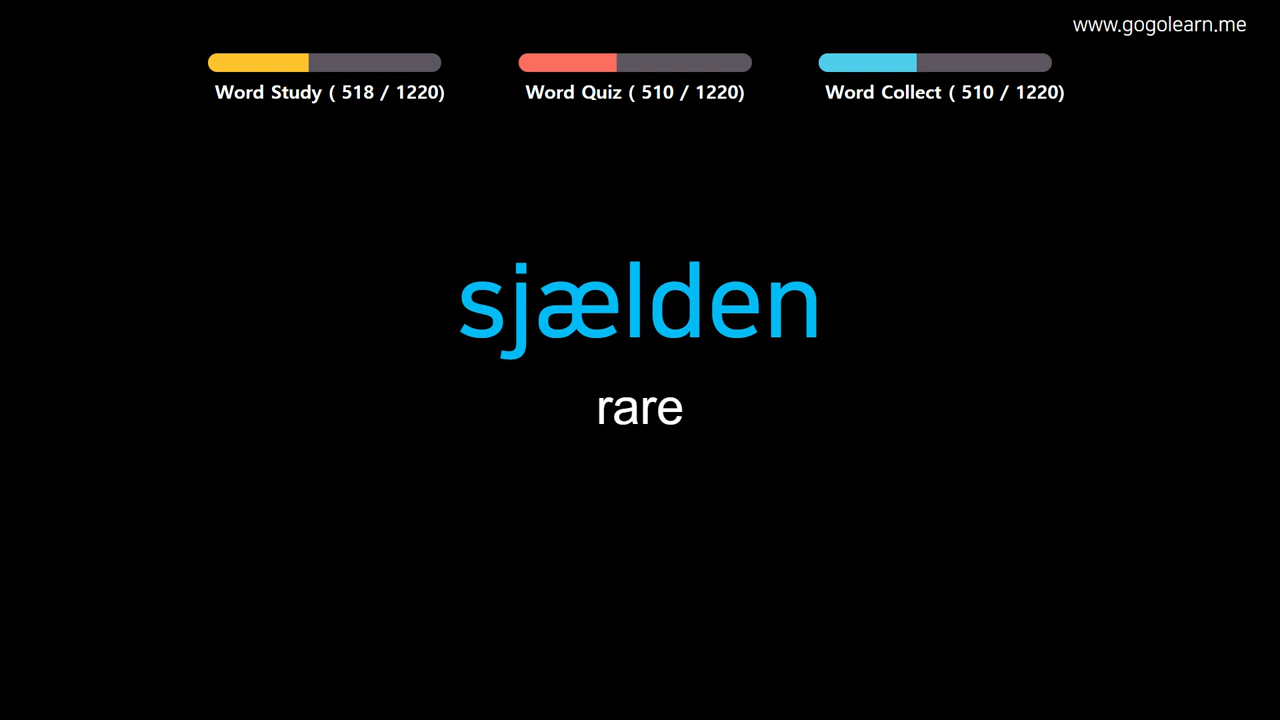 www.gogolearn.me
Word Study ( 518 / 1220)
Word Quiz ( 510 / 1220)
Word Collect ( 510 / 1220)
sjælden
rare